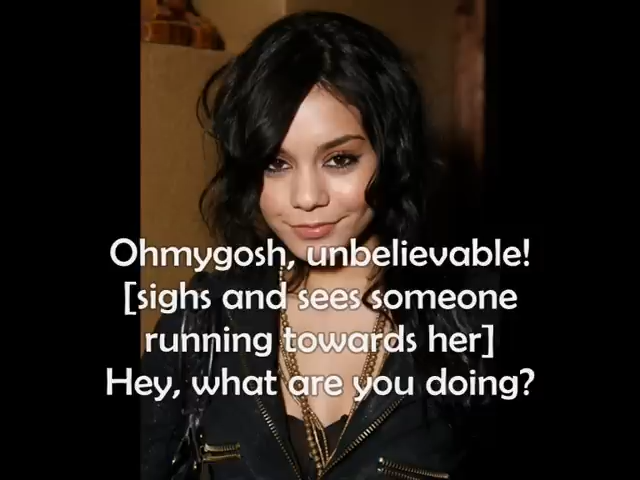 Ohmygosh, unbelievable!
[sighs and sees someone
running towards her]
Hey, what are you doing?